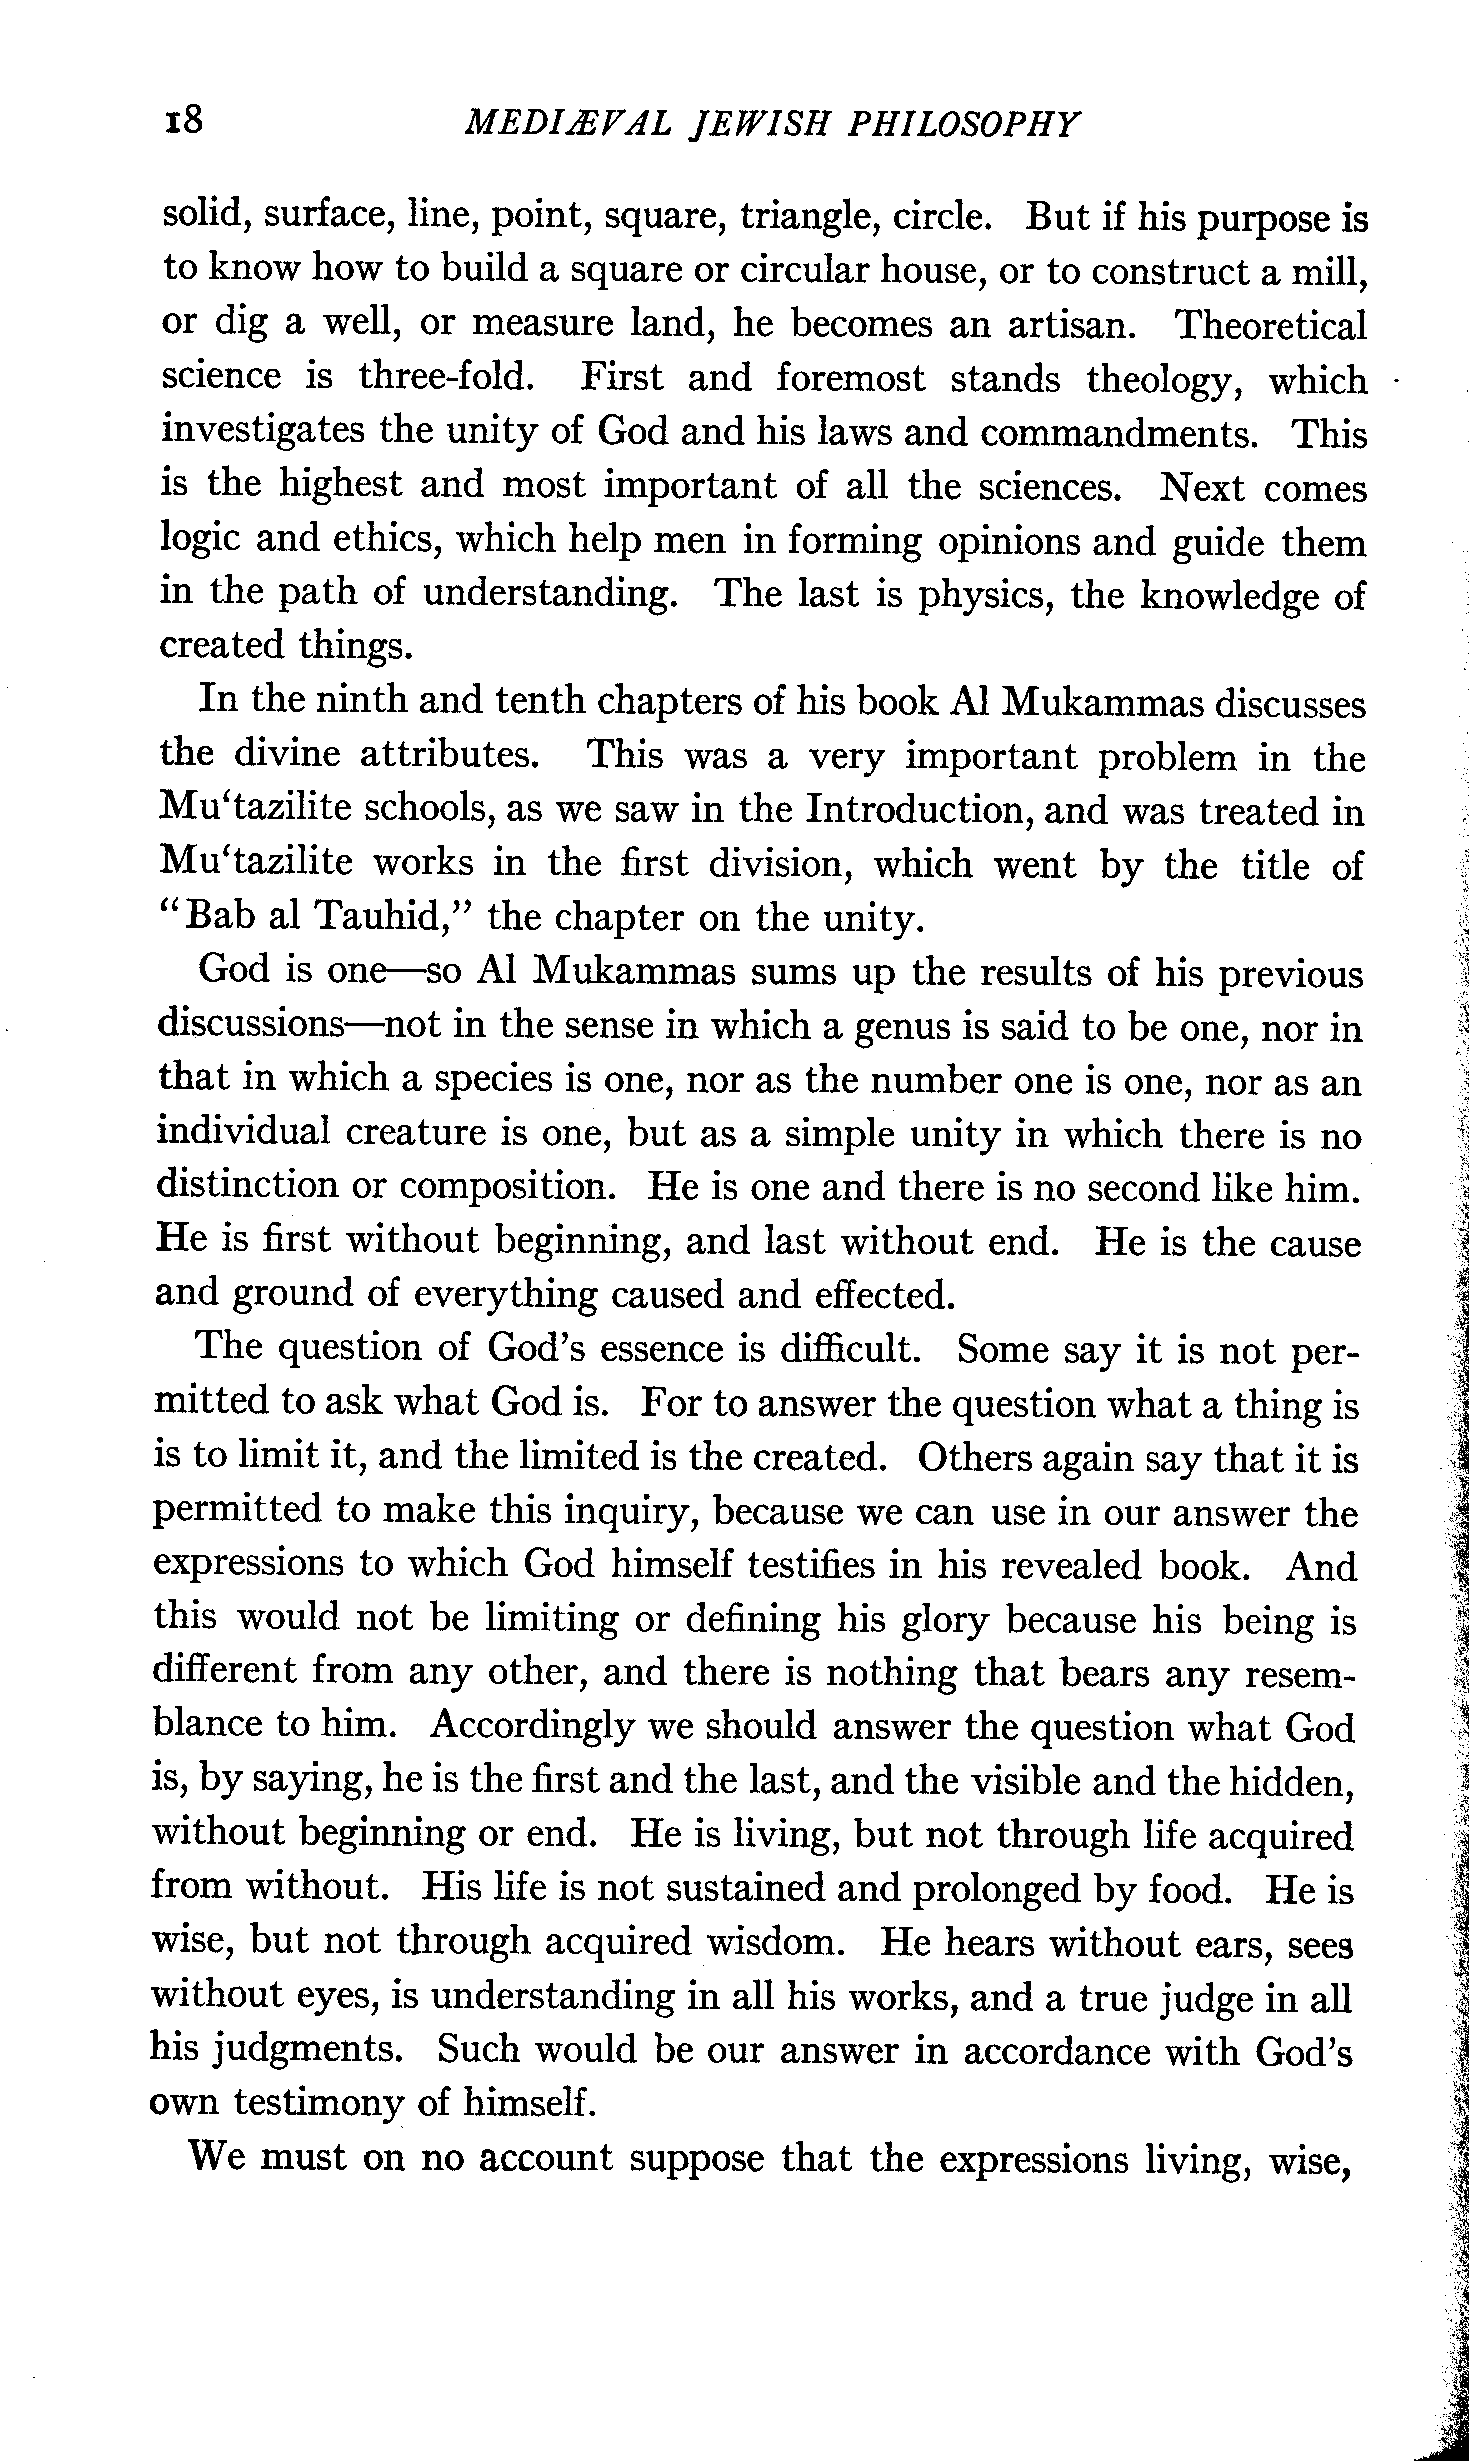 18 MEDIÆVAL JEWISH PHILOSOPHY
solid, surface, line, point, square, triangle, circle. But if his purpose is
to know how to build a square or circular house, or to construct a mill,
or dig a well, or measure land, he becomes an artisan. Theoretical
science is three-fold. First and foremost stands theology, which
investigates the unity of God and his laws and commandments. This
is the highest and most important of all the sciences. Next comes
logic and ethics, which help men in forming opinions and guide them
in the path of understanding. The last is physics, the knowledge of
created things.
In the ninth and tenth chapters of his book Al Mukammas discusses
the divine attributes. This was a very important problem in the
Mu‘tazilite schools, as we saw in the Introduction, and was treated in
Mu‘tazilite works in the first division, which went by the title of
“Bab al Tauhid,” the chapter on the unity.
God is one—so Al Mukammas sums up the results of his previous
discussions—not in the sense in which a genus is said to be one, nor in
that in which a species is one, nor as the number one is one, nor as an
individual creature is one, but as a simple unity in which there is no
distinction or composition. He is one and there is no second like him.
He is first without beginning, and last without end. He is the cause
and ground of everything caused and effected.
The question of God’s essence is difficult. Some say it is not per-
mitted to ask what God is. For to answer the question what a thing is
is to limit it, and the limited is the created. Others again say that it is
permitted to make this inquiry, because we can use in our answer the
expressions to which God himself testifies in his revealed book. And
this would not be limiting or defining his glory because his being is
different from any other, and there is nothing that bears any resem-
blance to him. Accordingly we should answer the question what God
is, by saying, he is the first and the last, and the visible and the hidden,
without beginning or end. He is living, but not through life acquired
from without. His life is not sustained and prolonged by food. He is
wise, but not through acquired wisdom. He hears without ears, sees
without eyes, is understanding in all his works, and a true judge in all
his judgments. Such would be our answer in accordance with God’s
own testimony of himself.
We must on no account suppose that the expressions living, wise,